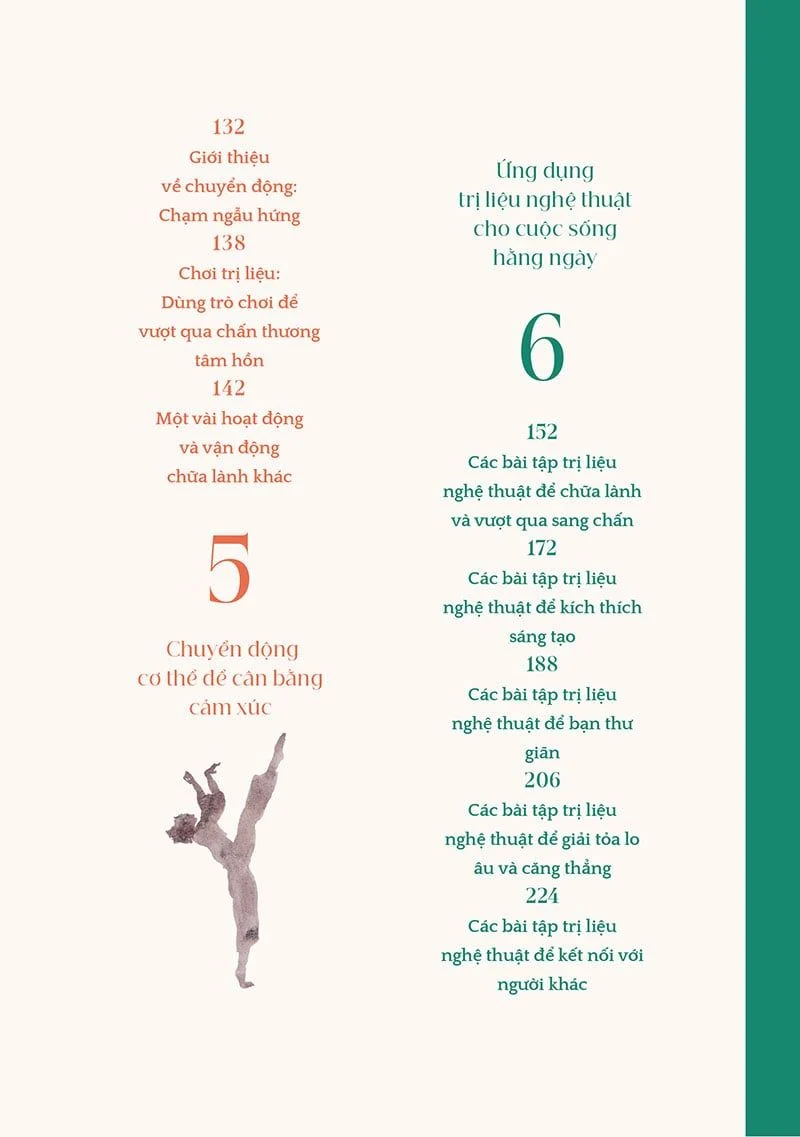 132
Giới thiệu
về chuyển động:
Chạm ngẫu hứng
138
Chơi trị liệu:
Dùng trò chơi để
vượt qua chấn thương
tâm hồn
142
Một vài hoạt động
và vận động
chữa lành khác
5
Chuyển động
cơ thể để cân bằng
cảm xúc
Ứng dụng
trị liệu nghệ thuật
cho cuộc sống
hằng ngày
6
152
Các bài tập trị liệu
nghệ thuật để chữa lành
và vượt qua sang chấn
172
Các bài tập trị liệu
nghệ thuật để kích thích
sáng tạo
188
Các bài tập trị liệu
nghệ thuật để bạn thư
giãn
206
Các bài tập trị liệu
nghệ thuật để giải tỏa lo
âu và căng thẳng
224
Các bài tập trị liệu
nghệ thuật để kết nối với
người khác